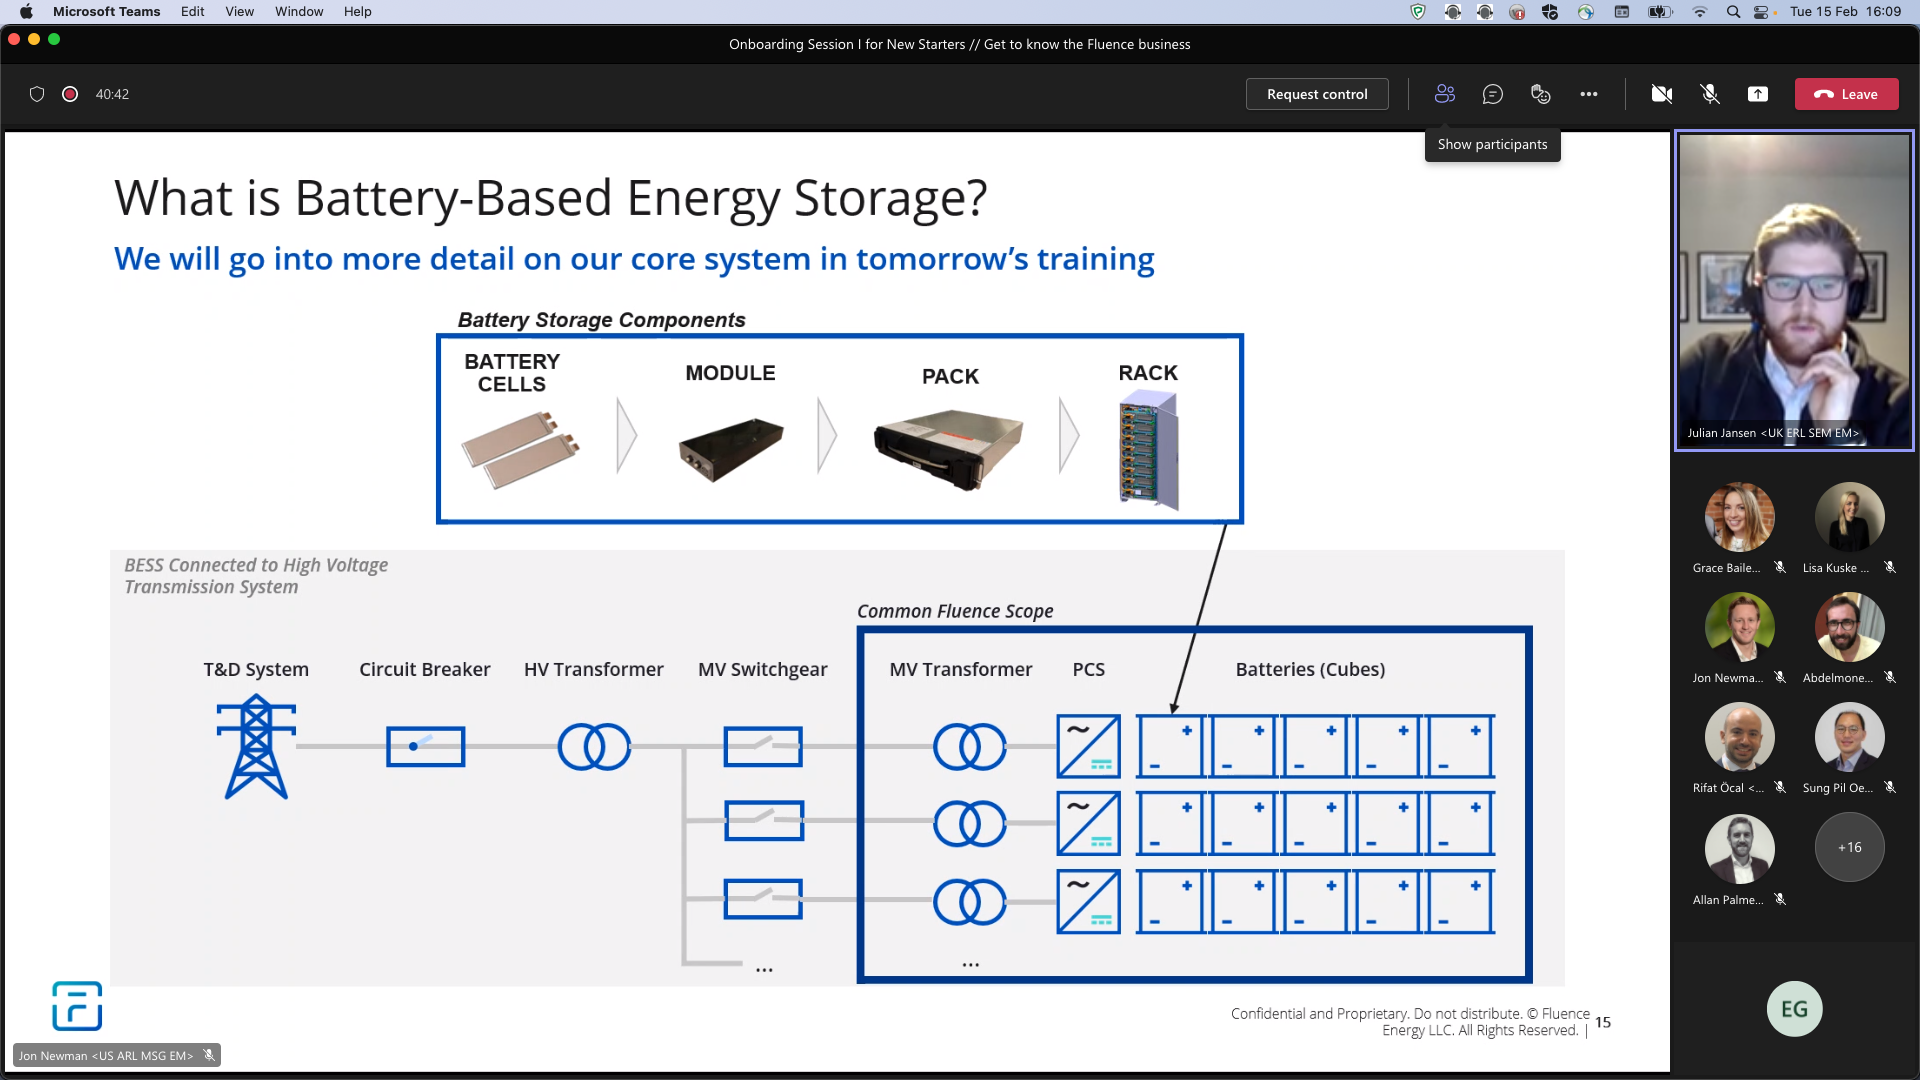 Microsoft Teams Edit View Window Help
Tue 15 Feb 16:09
Onboarding Session I for New Starters // Get to know the Fluence business
40:42
Request control
Leave
Show participants
What is Battery-Based Energy Storage?
We will go into more detail on our core system in tomorrow’s training
Battery Storage Components
BATTERY
CELLS
MODULE
PACK
RACK
BESS Connected to High Voltage
Transmission System
Common Fluence Scope
T&D System
Circuit Breaker
HV Transformer
MV Switchgear
MV Transformer
PCS
Batteries (Cubes)
...
...
Confidential and Proprietary. Do not distribute. © Fluence
Energy LLC. All Rights Reserved. |
15
Jon Newman <US ARL MSG EM>
Julian Jansen <UK ERL SEM EM>
Grace Baile...
Lisa Kuske ...
Jon Newma...
Abdelmone...
Rifat Öcal <...
Sung Pil Oe...
Allan Palme...
+16
EG